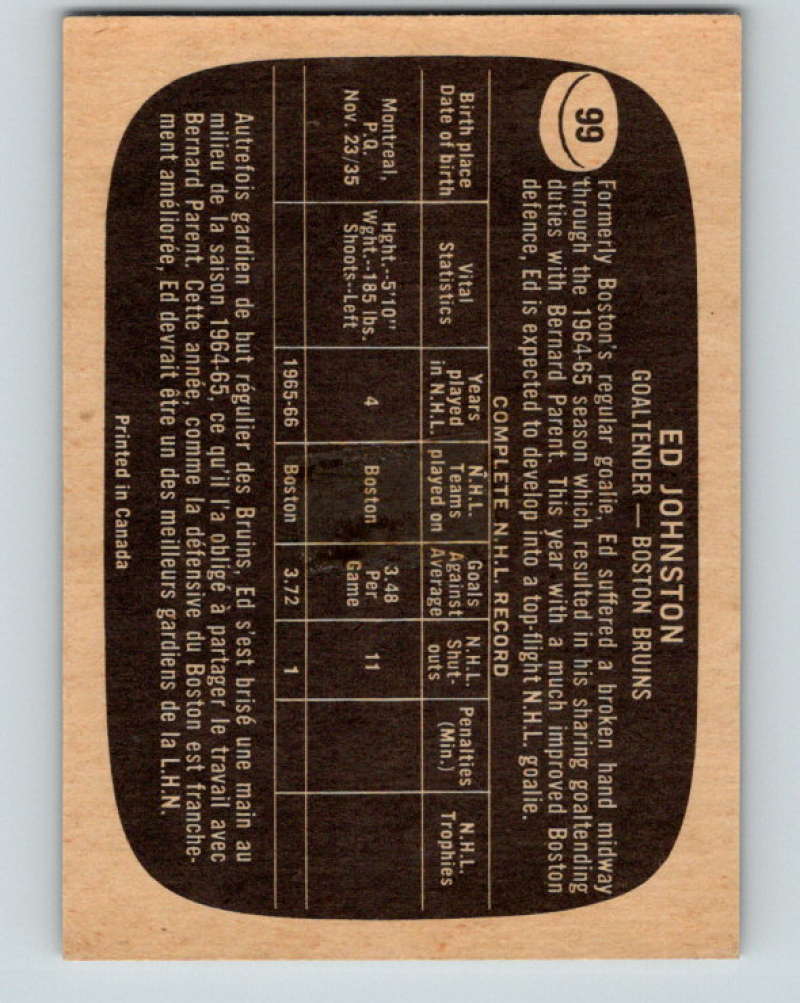 99
ED JOHNSTON
GOALTENDER — BOSTON BRUINS
Formerly Boston's regular goalie, Ed suffered a broken hand midway
through the 1964-65 season which resulted in his sharing goaltending
duties with Bernard Parent. This year with a much improved Boston
defence, Ed is expected to develop into a top-flight N.H.L. goalie.
COMPLETE N.H.L. RECORD
Birth place, Date of birth
Vital Statistics
Years played in N.H.L.
N.H.L. Teams played on
Goals Against Average
N.H.L. Shut-outs
Penalties (Min.)
N.H.L. Trophies
Montreal, P.Q. Nov. 23/35
Hght.--5'10" Wght.--185 lbs. Shoots--Left
4
Boston
3.48 Per Game
11
1965-66 Boston 3.72 1
Autrefois gardien de but régulier des Bruins, Ed s'est brisé une main au
milieu de la saison 1964-65, ce qu'il l'a obligé à partager le travail avec
Bernard Parent. Cette année, comme la défensive du Boston est franche-
ment améliorée, Ed devrait être un des meilleurs gardiens de la L.H.N.
Printed in Canada